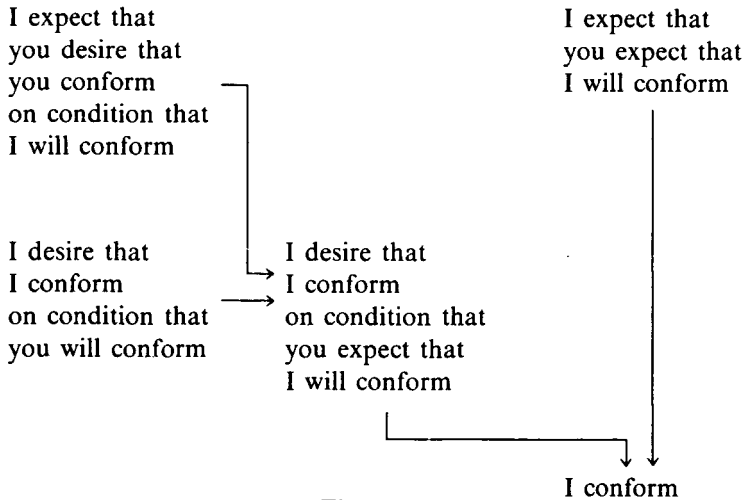 I expect that
you desire that
you conform
on condition that
I will conform
I expect that
you expect that
I will conform
I desire that
I conform
on condition that
you will conform
I desire that
I conform
on condition that
you expect that
I will conform
I conform